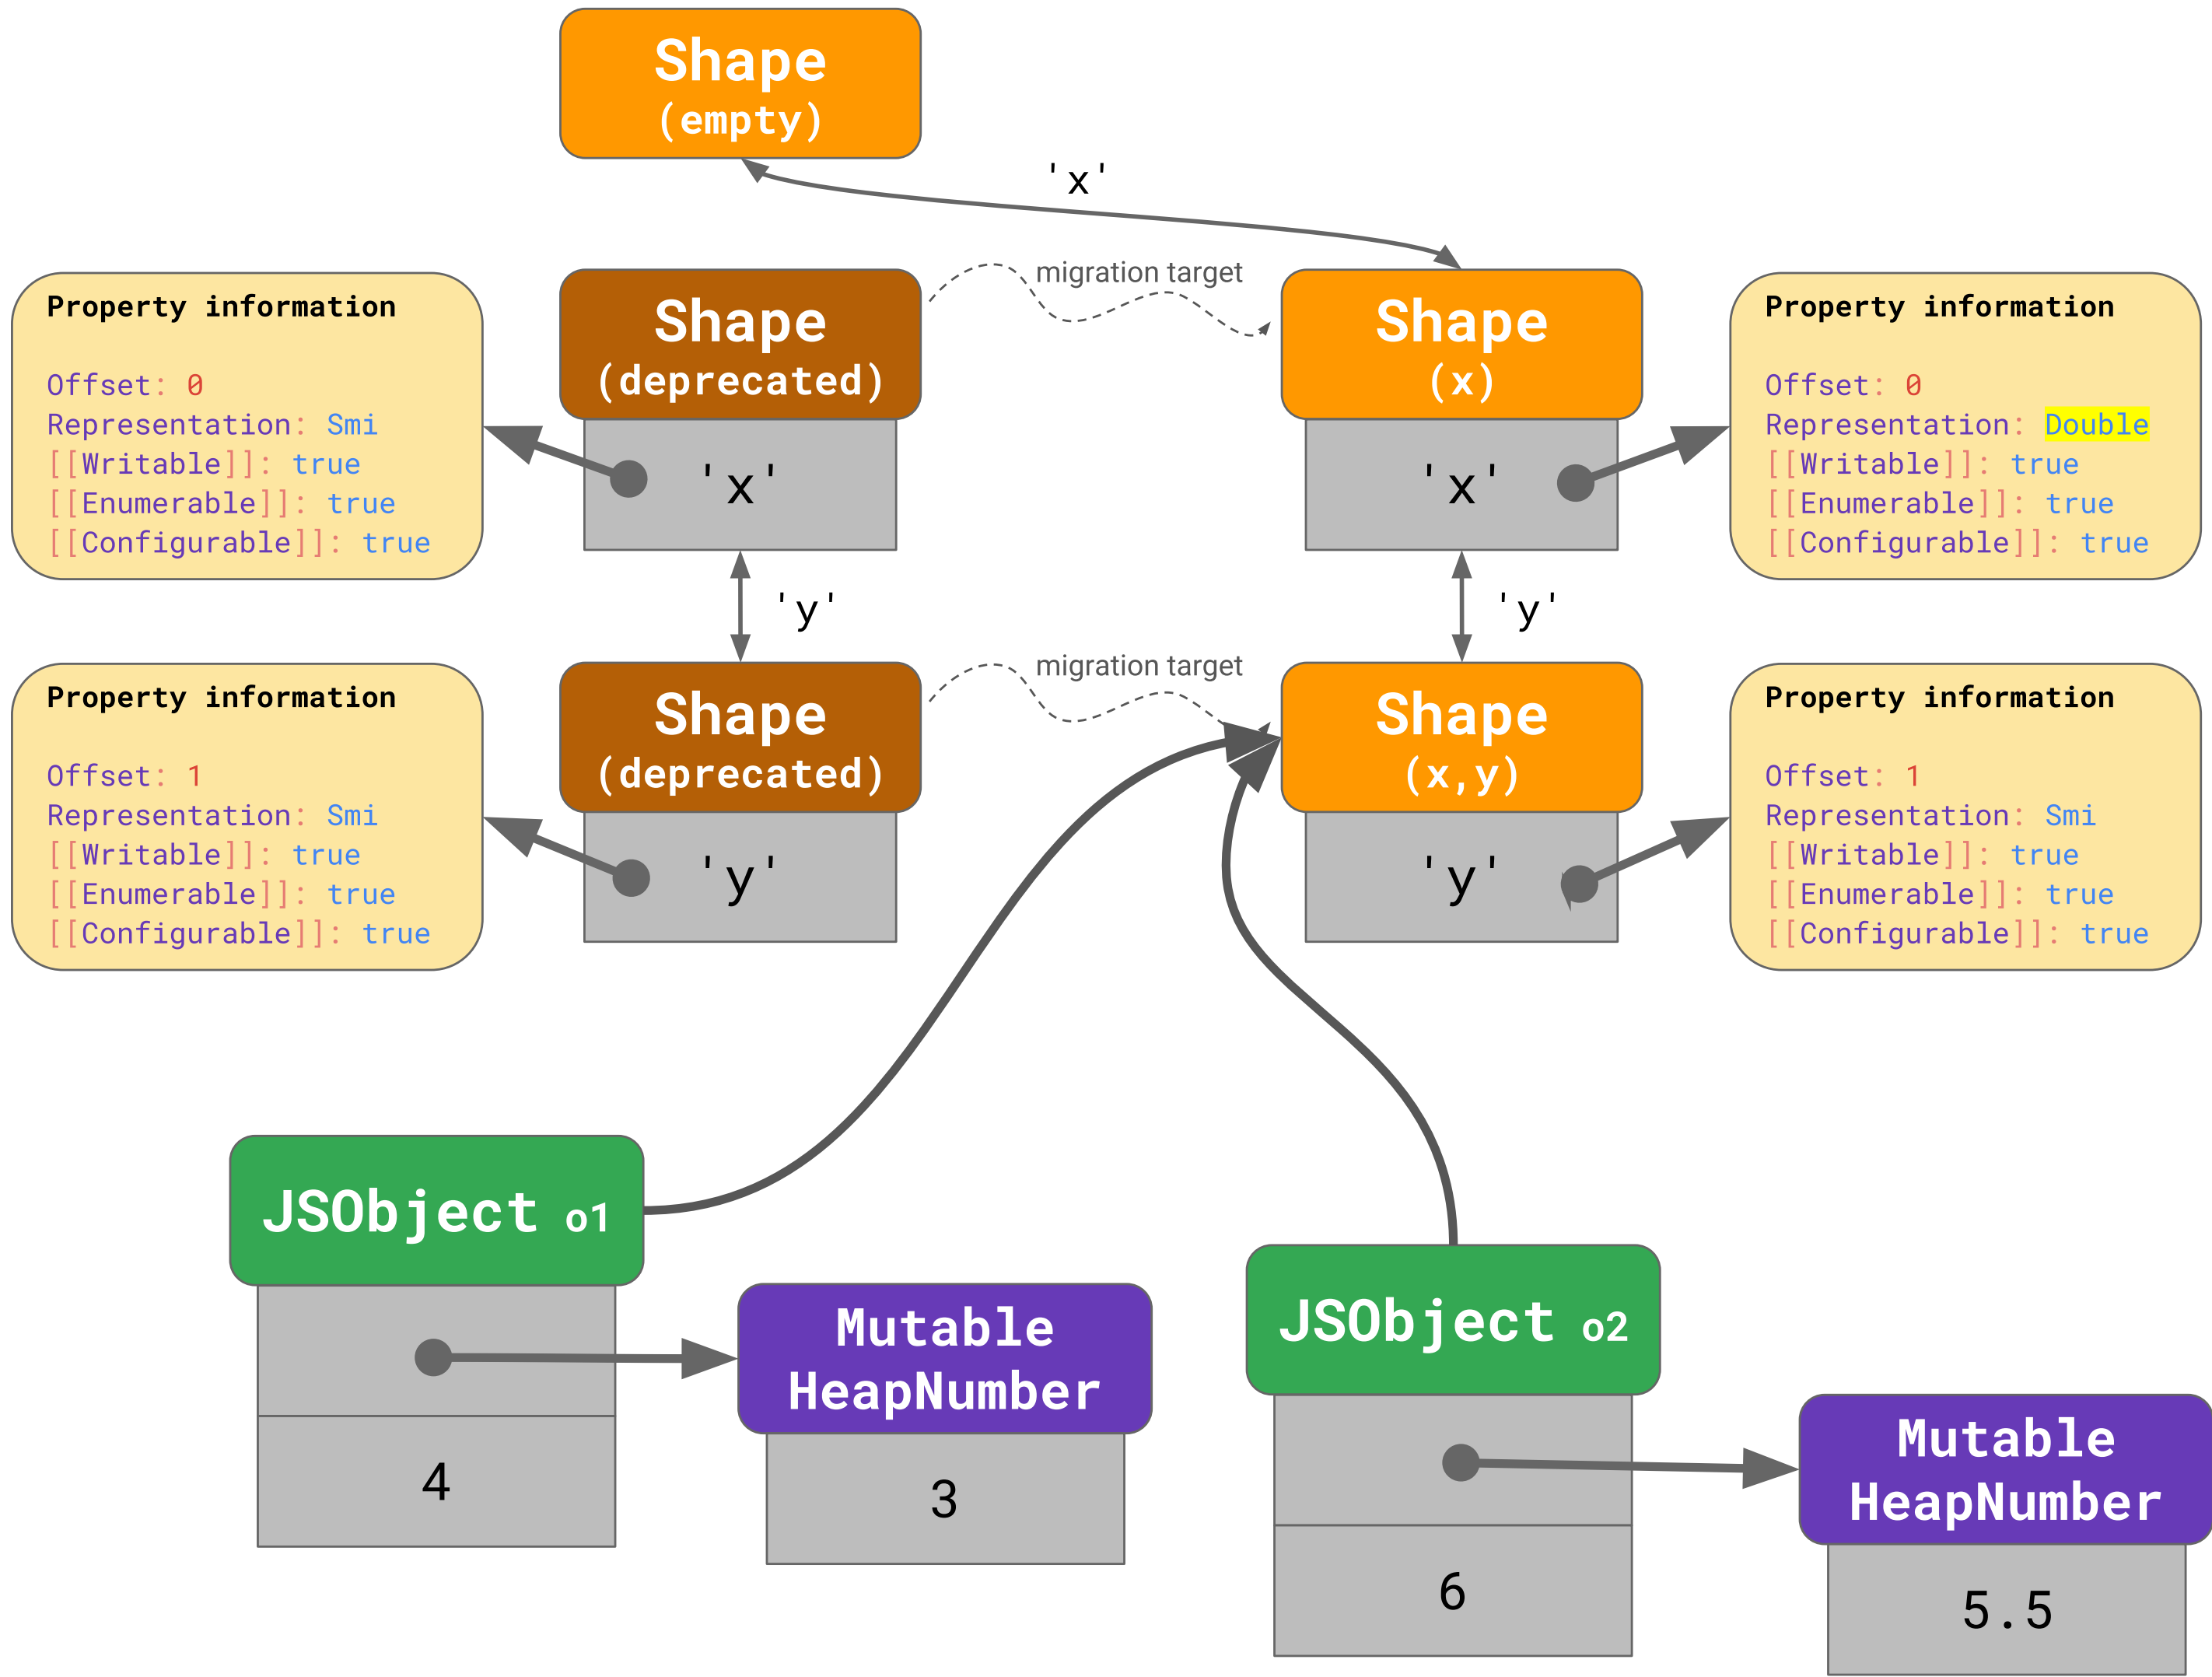 Shape
(empty)
'x'
Property information
Offset: 0
Representation: Smi
[[Writable]]: true
[[Enumerable]]: true
[[Configurable]]: true
Shape
(deprecated)
'x'
migration target
Shape
(x)
'x'
Property information
Offset: 0
Representation: Double
[[Writable]]: true
[[Enumerable]]: true
[[Configurable]]: true
'y'
'y'
Property information
Offset: 1
Representation: Smi
[[Writable]]: true
[[Enumerable]]: true
[[Configurable]]: true
Shape
(deprecated)
'y'
migration target
Shape
(x,y)
'y'
Property information
Offset: 1
Representation: Smi
[[Writable]]: true
[[Enumerable]]: true
[[Configurable]]: true
JSObject o1
4
Mutable
HeapNumber
3
JSObject o2
6
Mutable
HeapNumber
5.5